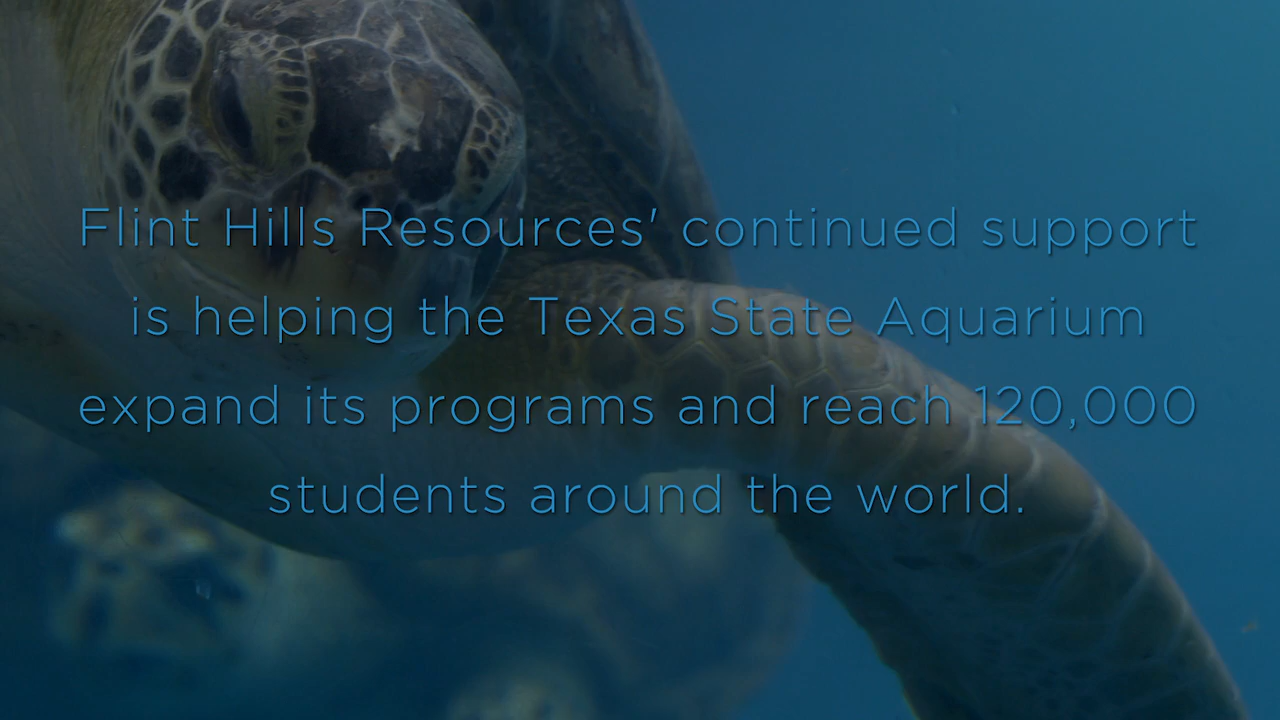 Flint Hills Resources' continued support
is helping the Texas State Aquarium
expand its programs and reach 120,000
students around the world.